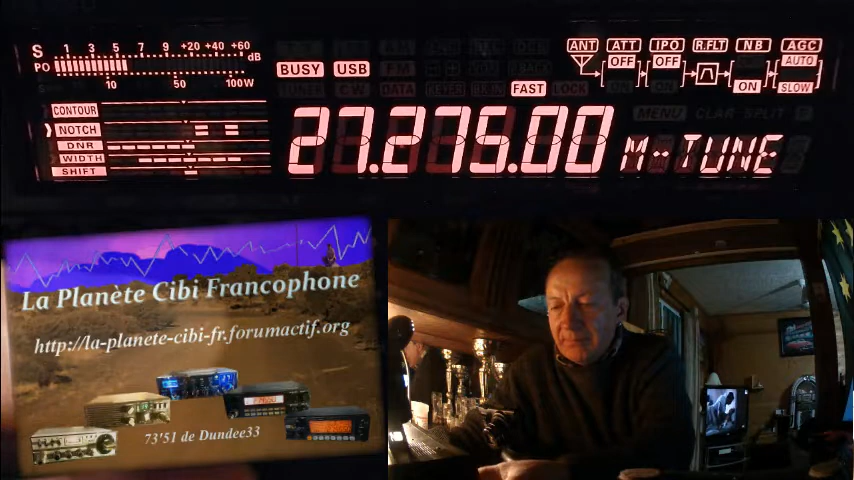 S 1 3 5 7 9 +20 +40 +60 dB
PO 10 50 100W
BUSY USB
FAST
ANT ATT IPO R.FLT NB AGC
OFF OFF AUTO
ON SLOW
CONTOUR
NOTCH
DNR
WIDTH
SHIFT
27.275.00 M-TUNE
La Planète Cibi Francophone
http://la-planete-cibi-fr.forumactif.org
73'51 de Dundee33